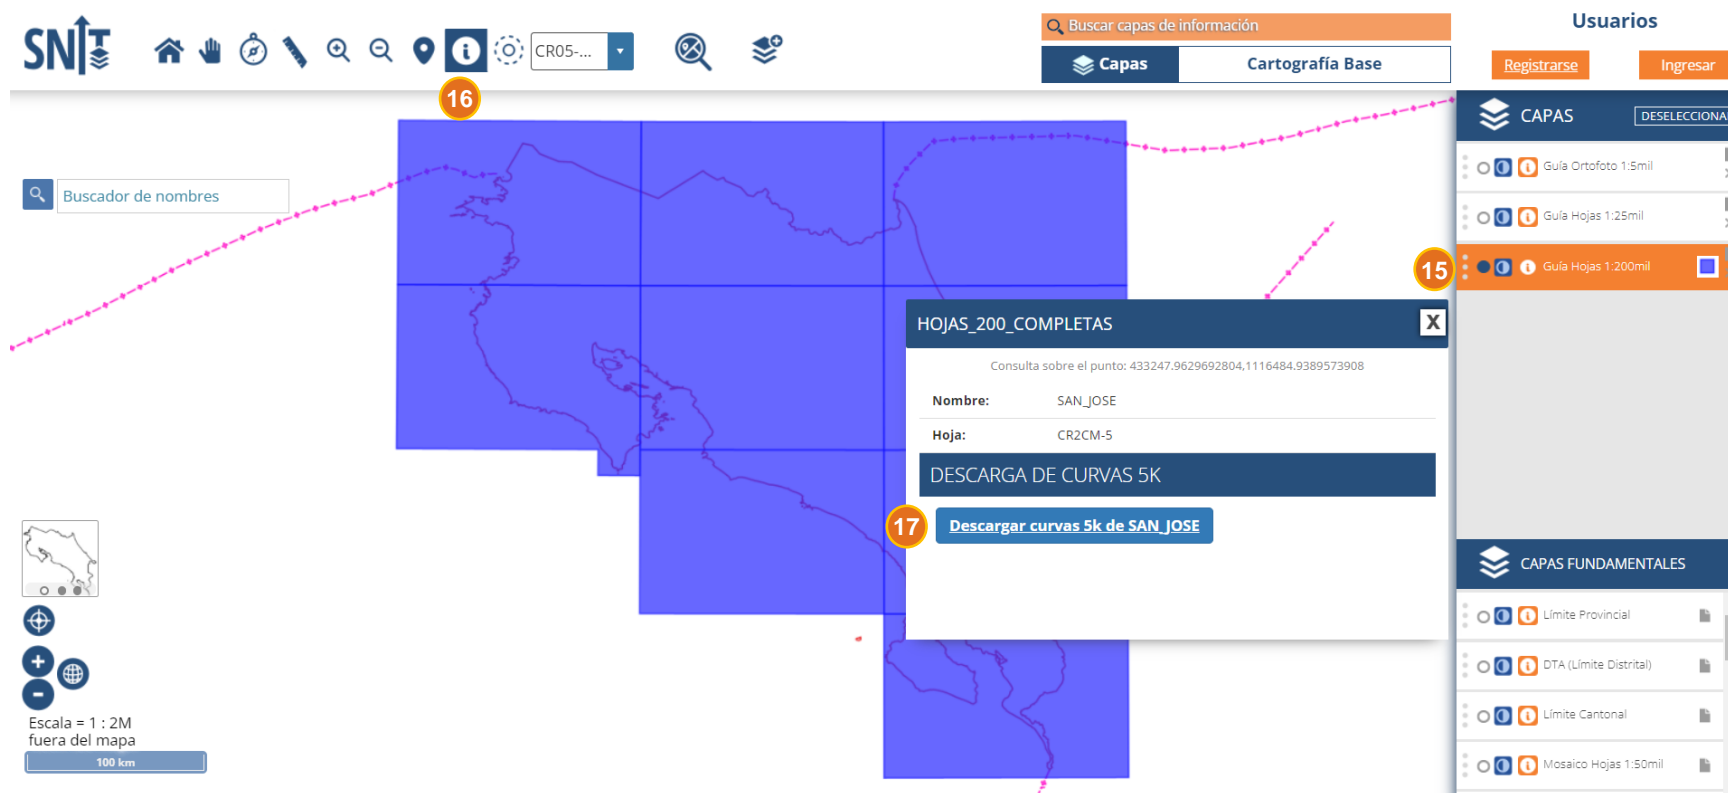 SNIT
CR05-...
Buscar capas de información
Capas
Cartografía Base
Usuarios
Registrarse
Ingresar
16
Buscador de nombres
CAPAS
DESELECCIONA
Guía Ortofoto 1:5mil
Guía Hojas 1:25mil
15
Guía Hojas 1:200mil
HOJAS_200_COMPLETAS
X
Consulta sobre el punto: 433247.9629692804,1116484.9389573908
Nombre: SAN_JOSE
Hoja: CR2CM-5
DESCARGA DE CURVAS 5K
17
Descargar curvas 5k de SAN_JOSE
CAPAS FUNDAMENTALES
Límite Provincial
DTA (Límite Distrital)
Límite Cantonal
Mosaico Hojas 1:50mil
Escala = 1 : 2M
fuera del mapa
100 km